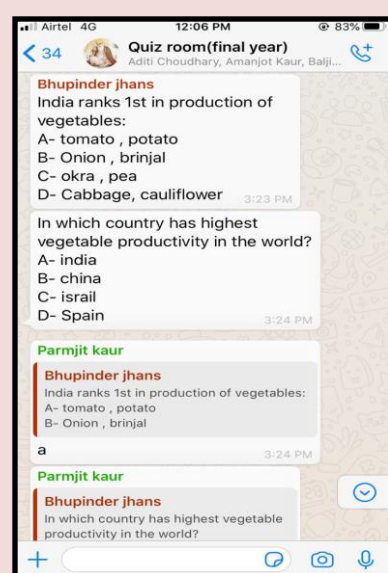 Airtel 4G 12:06 PM 83%
34 Quiz room(final year)
Aditi Choudhary, Amanjot Kaur, Balji...
Bhupinder jhans
India ranks 1st in production of
vegetables:
A- tomato , potato
B- Onion , brinjal
C- okra , pea
D- Cabbage, cauliflower 3:23 PM
In which country has highest
vegetable productivity in the world?
A- india
B- china
C- israil
D- Spain
3:24 PM
Parmjit kaur
Bhupinder jhans
India ranks 1st in production of vegetables:
A- tomato , potato
B- Onion , brinjal
a 3:24 PM
Parmjit kaur
Bhupinder jhans
In which country has highest vegetable
productivity in the world?